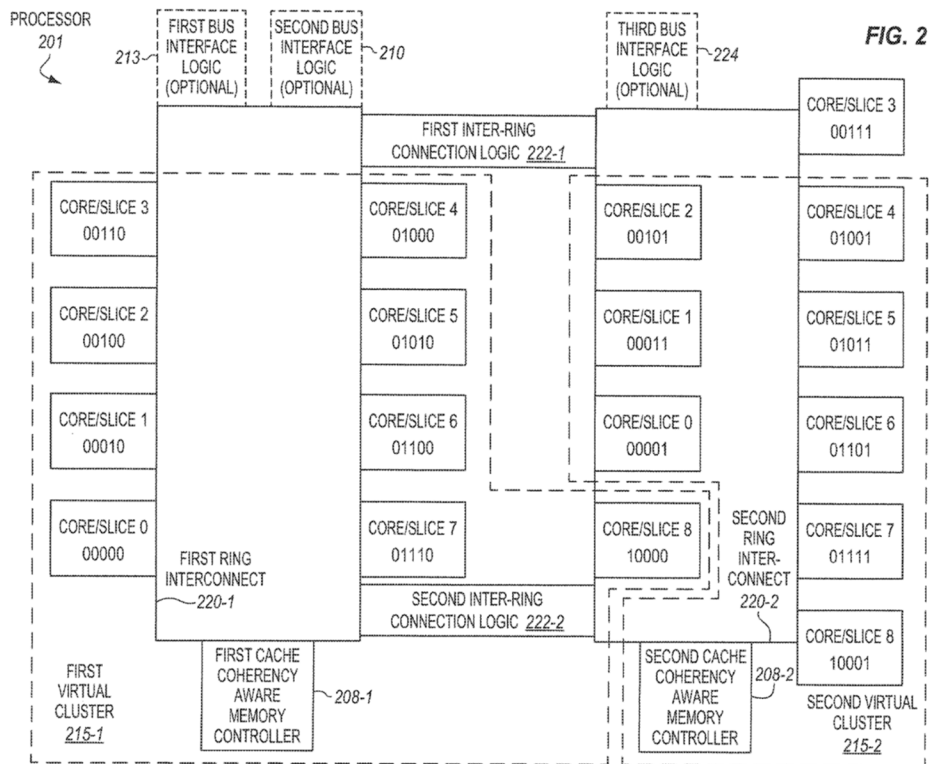 PROCESSOR
201
FIG. 2
213
FIRST BUS
INTERFACE
LOGIC
(OPTIONAL)
SECOND BUS
INTERFACE
LOGIC
(OPTIONAL)
210
THIRD BUS
INTERFACE
LOGIC
(OPTIONAL)
224
CORE/SLICE 3
00111
FIRST INTER-RING
CONNECTION LOGIC 222-1
CORE/SLICE 3
00110
CORE/SLICE 4
01000
CORE/SLICE 2
00101
CORE/SLICE 4
01001
CORE/SLICE 2
00100
CORE/SLICE 5
01010
CORE/SLICE 1
00011
CORE/SLICE 5
01011
CORE/SLICE 1
00010
CORE/SLICE 6
01100
CORE/SLICE 0
00001
CORE/SLICE 6
01101
CORE/SLICE 0
00000
FIRST RING
INTERCONNECT
220-1
CORE/SLICE 7
01110
CORE/SLICE 8
10000
SECOND
RING
INTER-
CONNECT
220-2
CORE/SLICE 7
01111
SECOND INTER-RING
CONNECTION LOGIC 222-2
CORE/SLICE 8
10001
FIRST
VIRTUAL
CLUSTER
215-1
FIRST CACHE
COHERENCY
AWARE
MEMORY
CONTROLLER
208-1
SECOND CACHE
COHERENCY
AWARE
MEMORY
CONTROLLER
208-2
SECOND VIRTUAL
CLUSTER
215-2